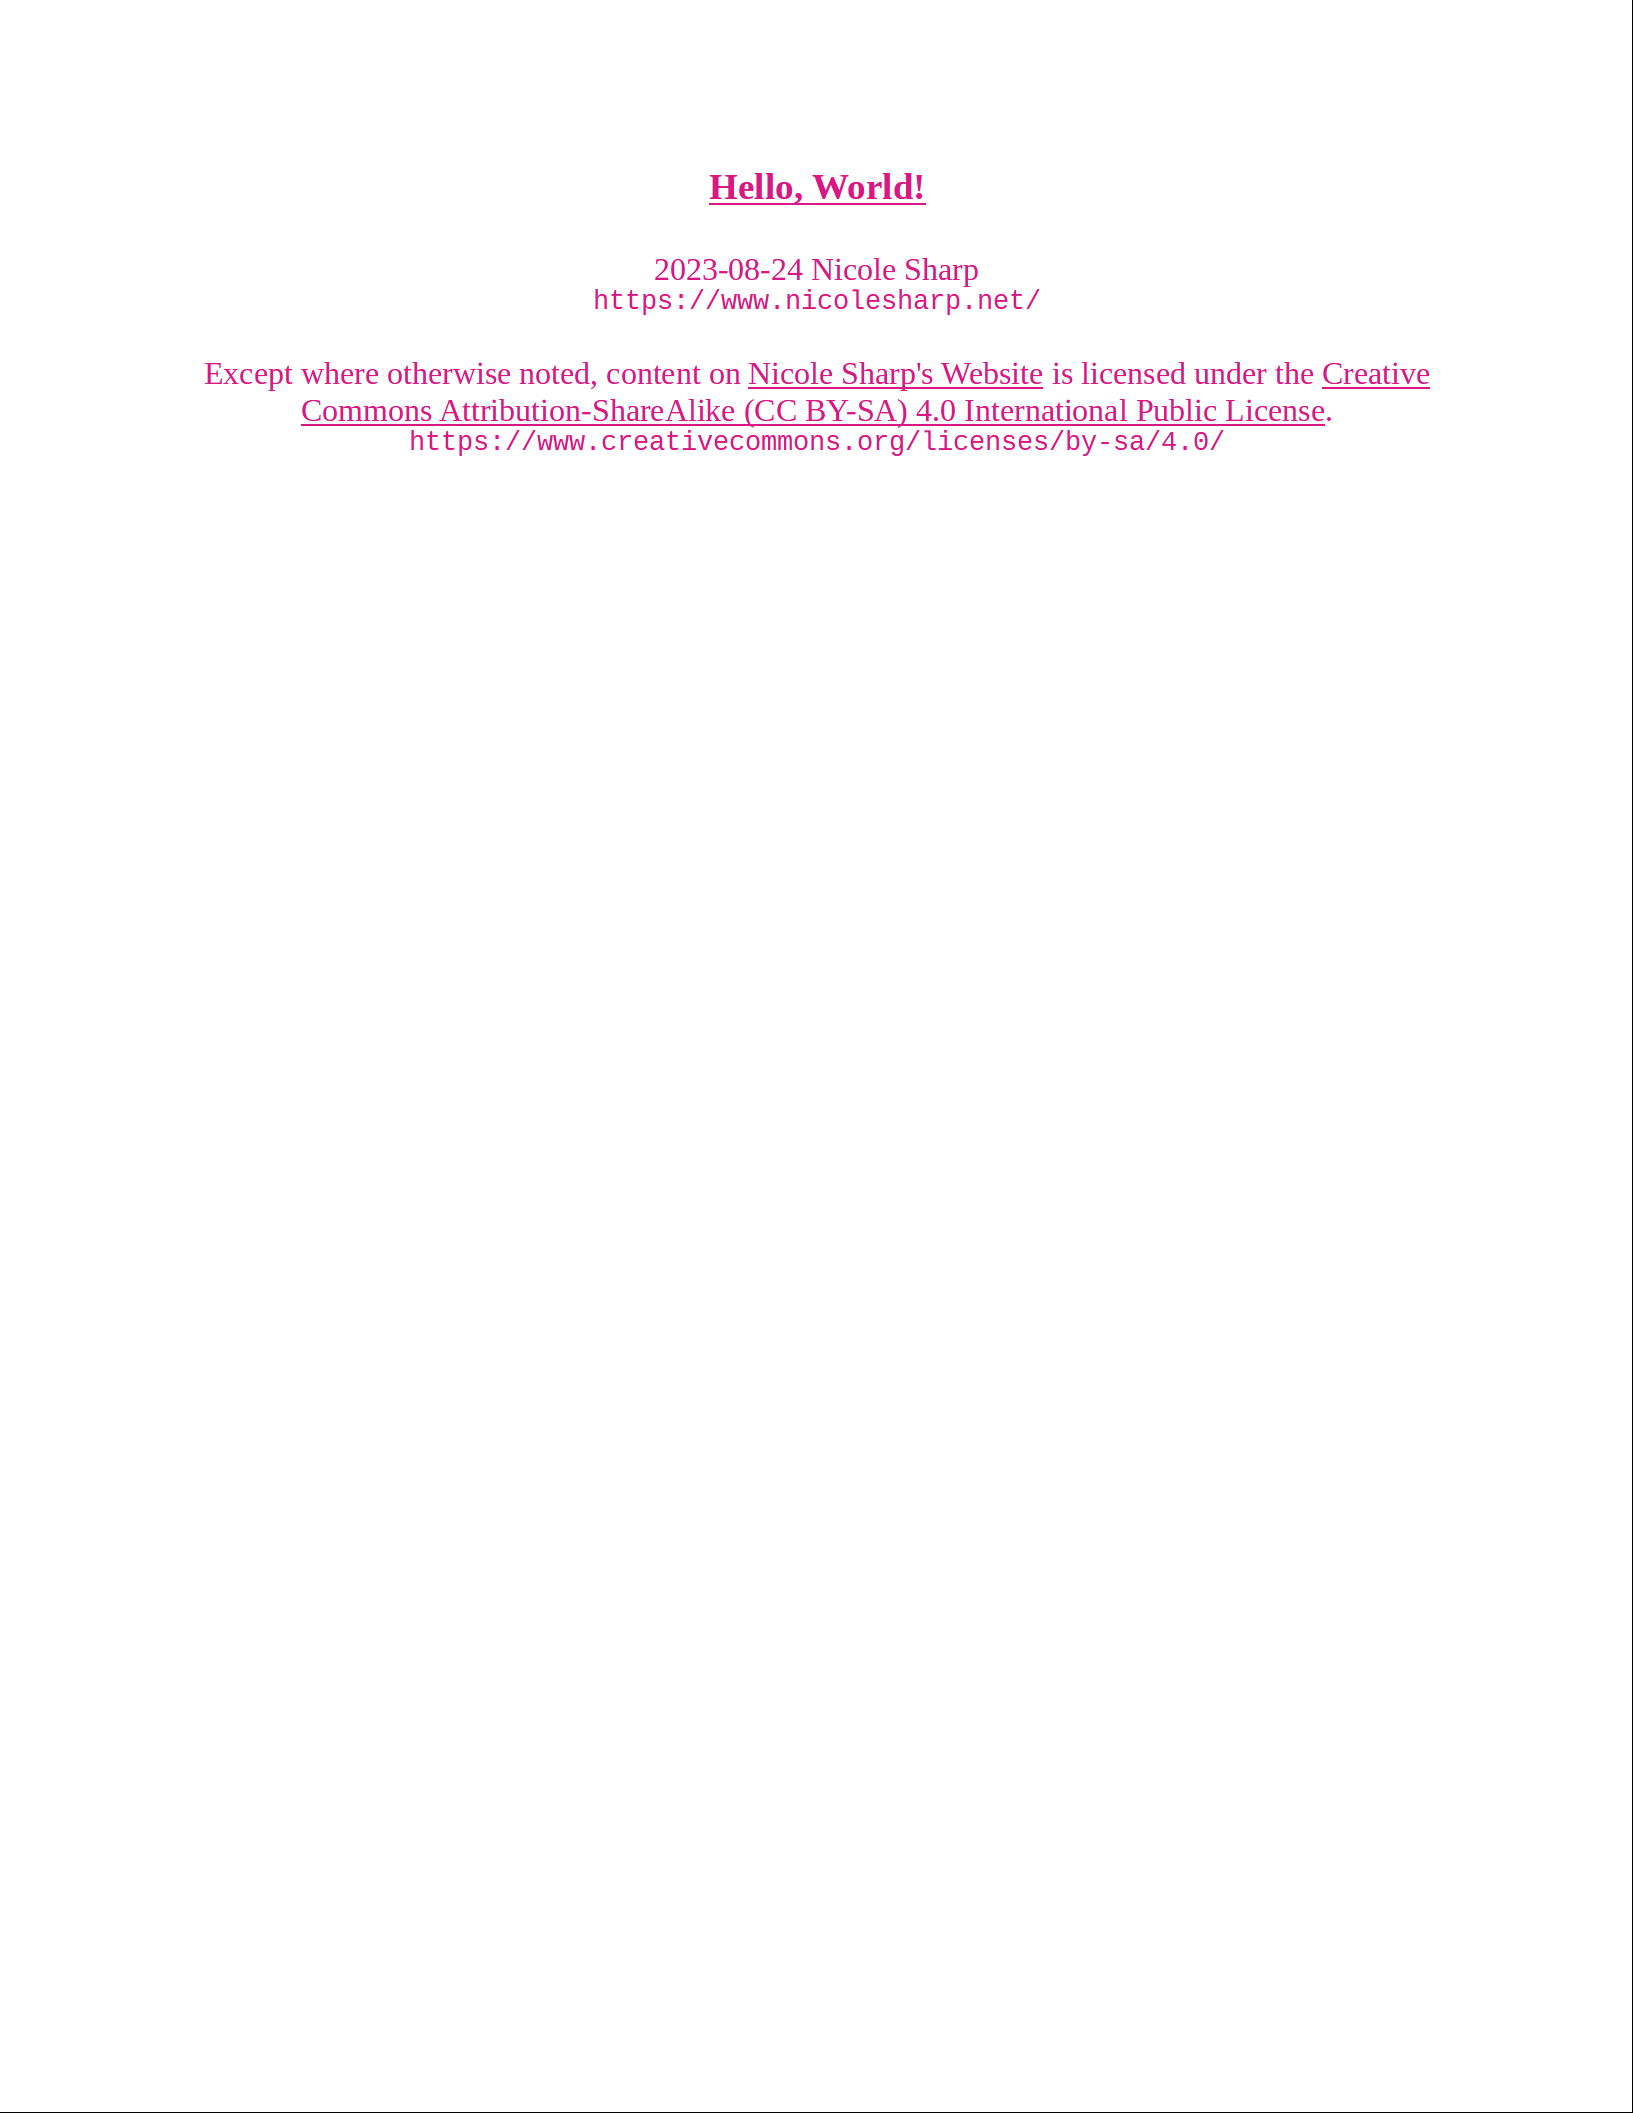 Hello, World!
2023-08-24 Nicole Sharp
https://www.nicolesharp.net/
Except where otherwise noted, content on Nicole Sharp's Website is licensed under the Creative
Commons Attribution-ShareAlike (CC BY-SA) 4.0 International Public License.
https://www.creativecommons.org/licenses/by-sa/4.0/